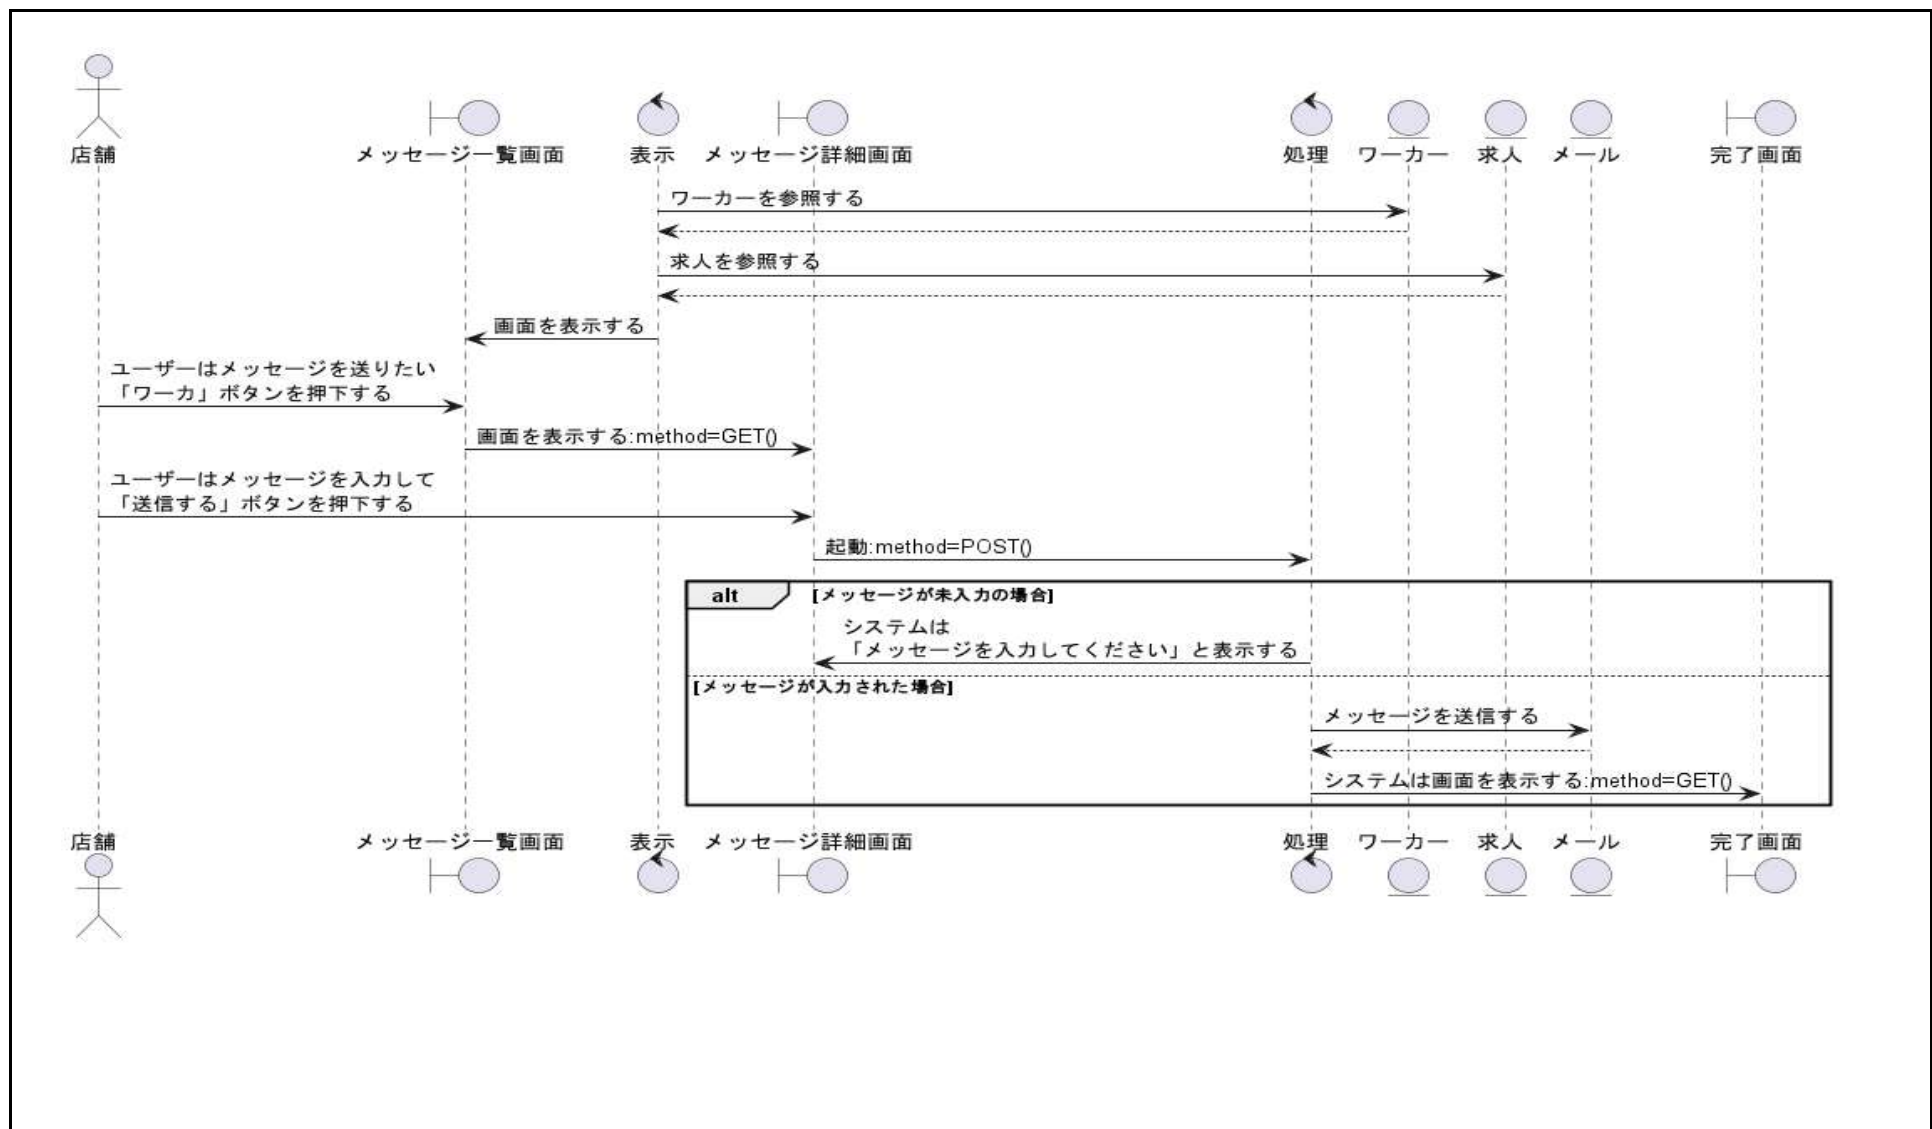 店舗
メッセージ一覧画面
表示
メッセージ詳細画面
処理
ワーカー
求人
メール
完了画面
ワーカーを参照する
求人を参照する
画面を表示する
ユーザーはメッセージを送りたい
「ワーカ」ボタンを押下する
画面を表示する:method=GET()
ユーザーはメッセージを入力して
「送信する」ボタンを押下する
起動:method=POST()
alt [メッセージが未入力の場合]
システムは
「メッセージを入力してください」と表示する
[メッセージが入力された場合]
メッセージを送信する
システムは画面を表示する:method=GET()
店舗
メッセージ一覧画面
表示
メッセージ詳細画面
処理
ワーカー
求人
メール
完了画面